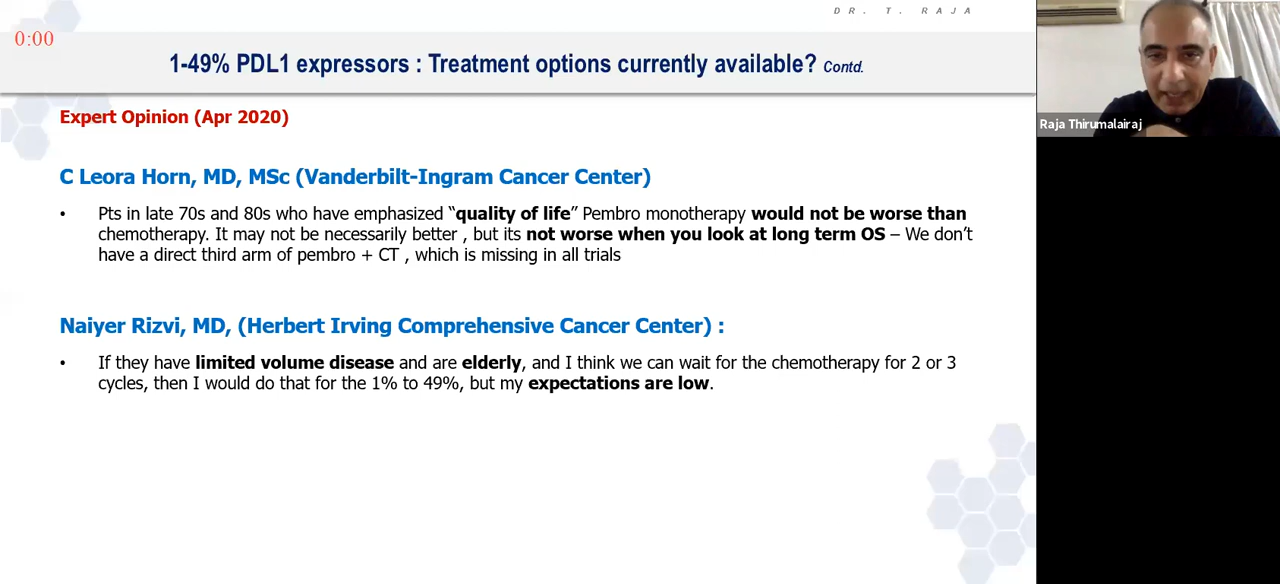 DR. T. RAJA
0:00
1-49% PDL1 expressors : Treatment options currently available? Contd.
Expert Opinion (Apr 2020)
C Leora Horn, MD, MSc (Vanderbilt-Ingram Cancer Center)
• Pts in late 70s and 80s who have emphasized “quality of life” Pembro monotherapy would not be worse than
chemotherapy. It may not be necessarily better , but its not worse when you look at long term OS – We don’t
have a direct third arm of pembro + CT , which is missing in all trials
Naiyer Rizvi, MD, (Herbert Irving Comprehensive Cancer Center) :
• If they have limited volume disease and are elderly, and I think we can wait for the chemotherapy for 2 or 3
cycles, then I would do that for the 1% to 49%, but my expectations are low.
Raja Thirumalairaj